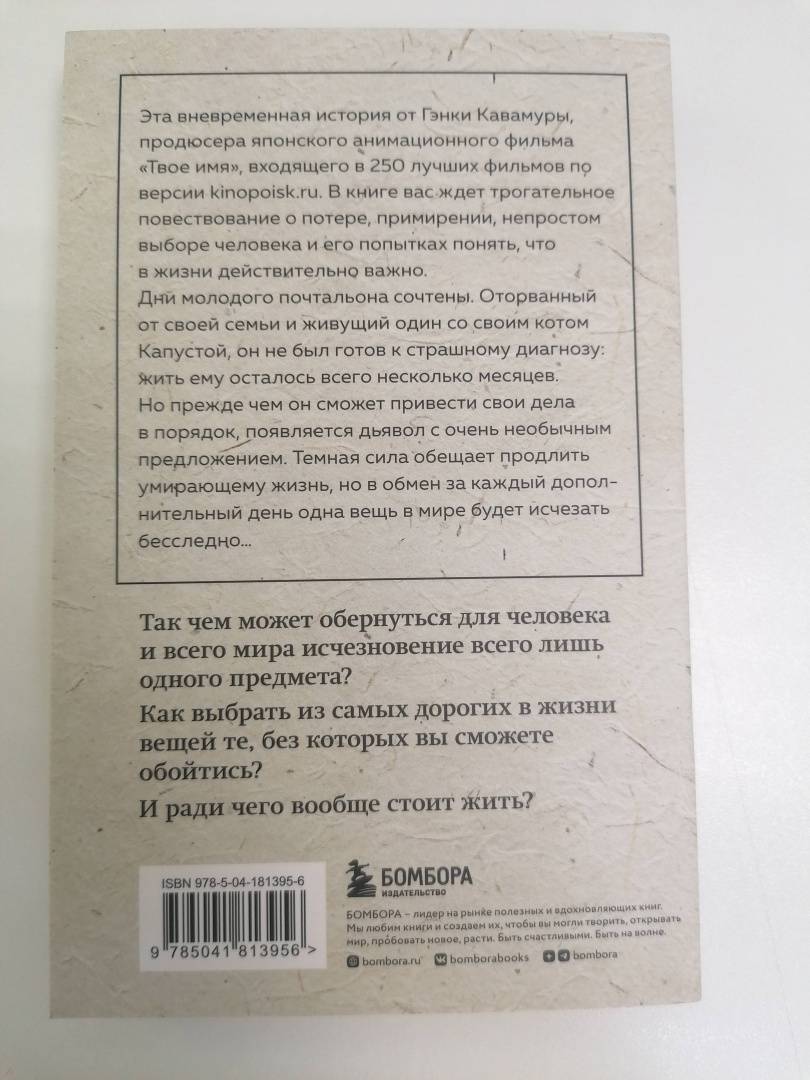 Эта вневременная история от Гэнки Кавамуры,
продюсера японского анимационного фильма
«Твое имя», входящего в 250 лучших фильмов по
версии kinopoisk.ru. В книге вас ждет трогательное
повествование о потере, примирении, непростом
выборе человека и его попытках понять, что
в жизни действительно важно.
Дни молодого почтальона сочтены. Оторванный
от своей семьи и живущий один со своим котом
Капустой, он не был готов к страшному диагнозу:
жить ему осталось всего несколько месяцев.
Но прежде чем он сможет привести свои дела
в порядок, появляется дьявол с очень необычным
предложением. Темная сила обещает продлить
умирающему жизнь, но в обмен за каждый допол-
нительный день одна вещь в мире будет исчезать
бесследно...
Так чем может обернуться для человека
и всего мира исчезновение всего лишь
одного предмета?
Как выбрать из самых дорогих в жизни
вещей те, без которых вы сможете
обойтись?
И ради чего вообще стоит жить?
ISBN 978-5-04-181395-6
9 785041 813956 >
БОМБОРА
ИЗДАТЕЛЬСТВО
БОМБОРА – лидер на рынке полезных и вдохновляющих книг.
Мы любим книги и создаем их, чтобы вы могли творить, открывать
мир, пробовать новое, расти. Быть счастливыми. Быть на волне.
bombora.ru bomborabooks bombora